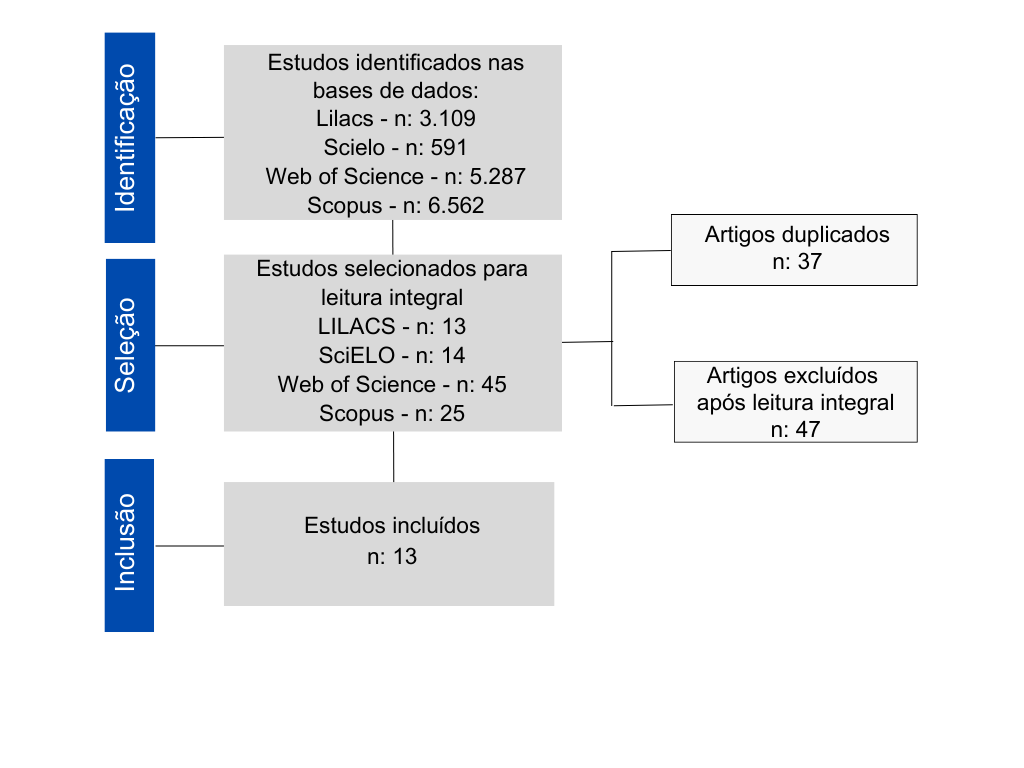 Identificação
Estudos identificados nas
bases de dados:
Lilacs - n: 3.109
Scielo - n: 591
Web of Science - n: 5.287
Scopus - n: 6.562
Seleção
Estudos selecionados para
leitura integral
LILACS - n: 13
SciELO - n: 14
Web of Science - n: 45
Scopus - n: 25
Artigos duplicados
n: 37
Artigos excluídos
após leitura integral
n: 47
Inclusão
Estudos incluídos
n: 13